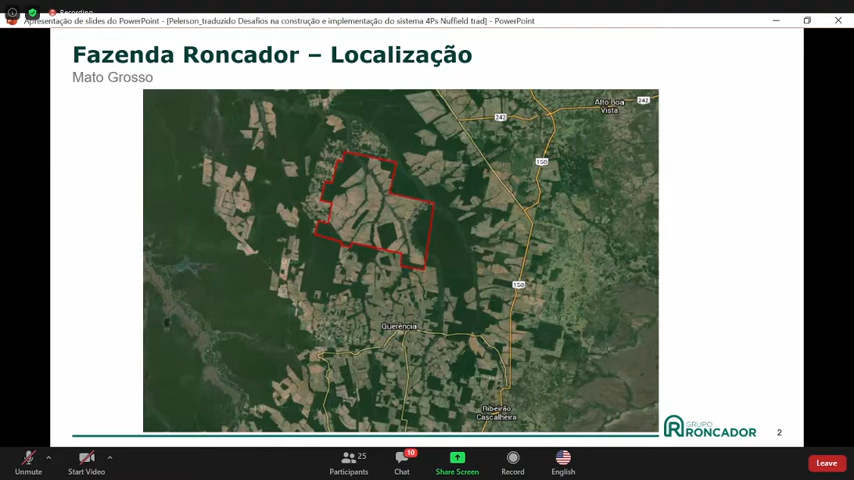 Recording
Apresentação de slides do PowerPoint - [Pelerson_traduzido Desafios na construção e implementação do sistema 4Ps Nuffield trad] - PowerPoint
Fazenda Roncador – Localização
Mato Grosso
Alto Boa
Vista
242
242
158
158
Querência
Ribeirão
Cascalheira
GRUPO
RONCADOR
2
Unmute
Start Video
25
Participants
10
Chat
Share Screen
Record
English
Leave